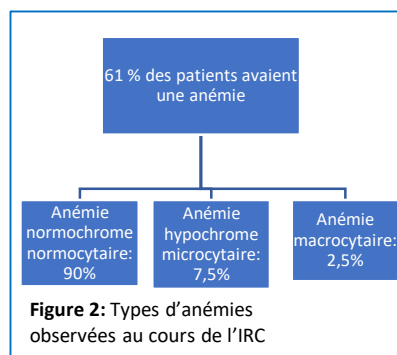 61 % des patients avaient
une anémie
Anémie
normochrome
normocytaire:
90%
Anémie
hypochrome
microcytaire:
7,5%
Anémie
macrocytaire:
2,5%
Figure 2: Types d’anémies
observées au cours de l’IRC